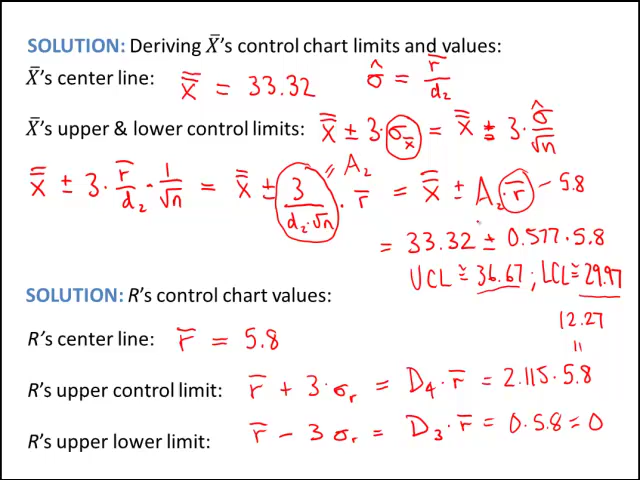 SOLUTION: Deriving X̄'s control chart limits and values:
X̄'s center line: x̿ = 33.32 σ̂ = r̄/d₂
X̄'s upper & lower control limits: x̿ ± 3·σx̄ = x̿ ± 3·σ̂/√n
x̿ ± 3·r̄/d₂·1/√n = x̿ ± 3/(d₂·√n)·r̄ = x̿ ± A₂·r̄ – 5.8
= A₂
= 33.32 ± 0.577·5.8
UCL ≅ 36.67; LCL ≅ 29.97
SOLUTION: R's control chart values:
12.27
R's center line: r̄ = 5.8
=
R's upper control limit: r̄ + 3·σr = D₄·r̄ = 2.115·5.8
R's upper lower limit: r̄ – 3σr = D₃·r̄ = 0·5.8 = 0